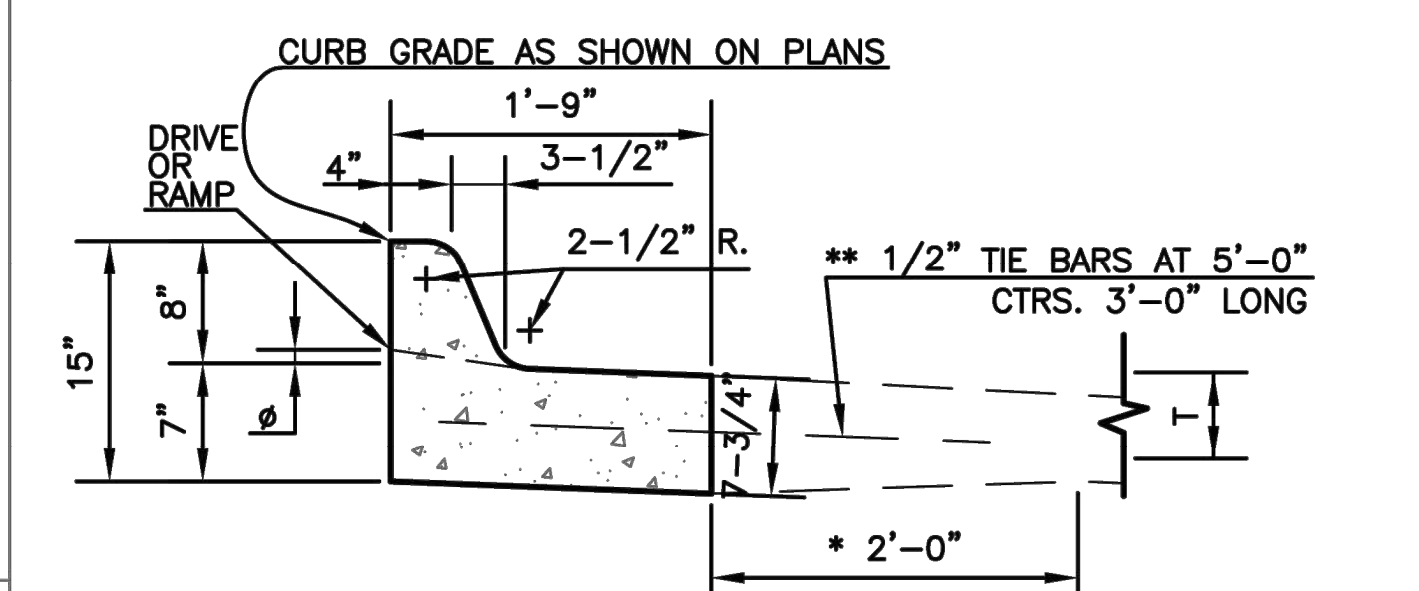 CURB GRADE AS SHOWN ON PLANS
1'-9"
DRIVE
OR
RAMP
4"
3-1/2"
2-1/2" R.
** 1/2" TIE BARS AT 5'-0"
CTRS. 3'-0" LONG
8"
15"
7"
ø
7-3/4"
T
* 2'-0"